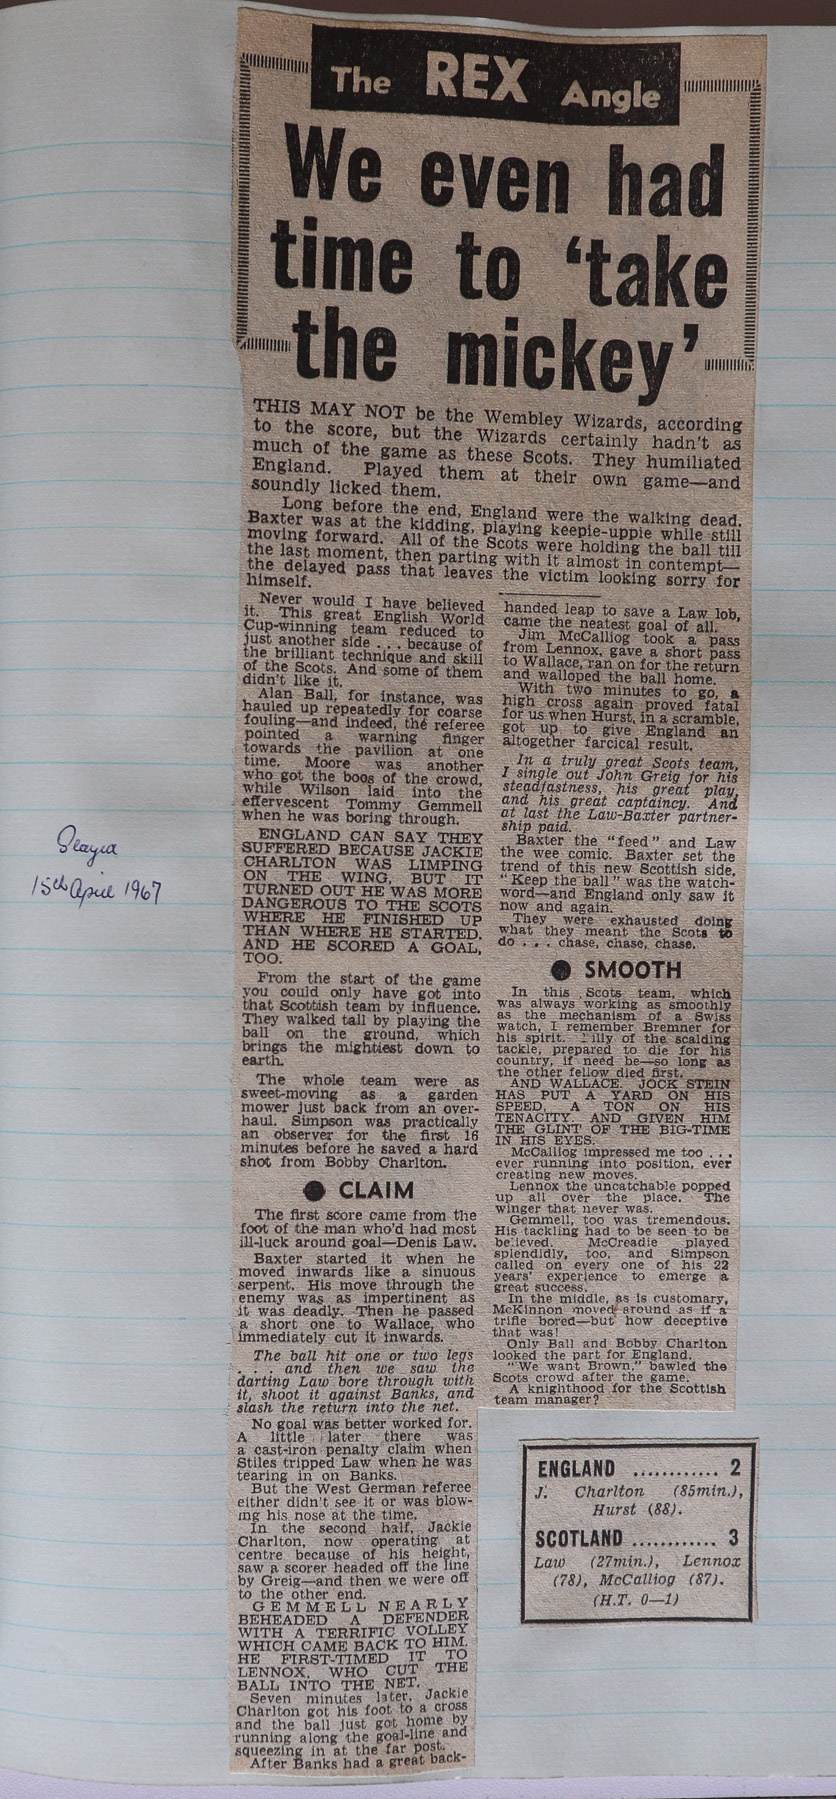 The REX Angle
We even had
time to ‘take
the mickey’
THIS MAY NOT be the Wembley Wizards, according
to the score, but the Wizards certainly hadn't as
much of the game as these Scots. They humiliated
England. Played them at their own game—and
soundly licked them.
Long before the end, England were the walking dead.
Baxter was at the kidding, playing keepie-uppie while still
moving forward. All of the Scots were holding the ball till
the last moment, then parting with it almost in contempt—
the delayed pass that leaves the victim looking sorry for
himself.
Never would I have believed
it. This great English World
Cup-winning team reduced to
just another side . . . because of
the brilliant technique and skill
of the Scots. And some of them
didn't like it.
Alan Ball, for instance, was
hauled up repeatedly for coarse
fouling—and indeed, the referee
pointed a warning finger
towards the pavilion at one
time. Moore was another
who got the boos of the crowd,
while Wilson laid into the
effervescent Tommy Gemmell
when he was boring through.
ENGLAND CAN SAY THEY
SUFFERED BECAUSE JACKIE
CHARLTON WAS LIMPING
ON THE WING, BUT IT
TURNED OUT HE WAS MORE
DANGEROUS TO THE SCOTS
WHERE HE FINISHED UP
THAN WHERE HE STARTED.
AND HE SCORED A GOAL,
TOO.
From the start of the game
you could only have got into
that Scottish team by influence.
They walked tall by playing the
ball on the ground, which
brings the mightiest down to
earth.
The whole team were as
sweet-moving as a garden
mower just back from an over-
haul. Simpson was practically
an observer for the first 16
minutes before he saved a hard
shot from Bobby Charlton.
● CLAIM
The first score came from the
foot of the man who'd had most
ill-luck around goal—Denis Law.
Baxter started it when he
moved inwards like a sinuous
serpent. His move through the
enemy was as impertinent as
it was deadly. Then he passed
a short one to Wallace, who
immediately cut it inwards.
The ball hit one or two legs
. . . and then we saw the
darting Law bore through with
it, shoot it against Banks, and
slash the return into the net.
No goal was better worked for.
A little later there was
a cast-iron penalty claim when
Stiles tripped Law when he was
tearing in on Banks.
But the West German referee
either didn't see it or was blow-
ing his nose at the time.
In the second half, Jackie
Charlton, now operating at
centre because of his height,
saw a scorer headed off the line
by Greig—and then we were off
to the other end.
GEMMELL NEARLY
BEHEADED A DEFENDER
WITH A TERRIFIC VOLLEY
WHICH CAME BACK TO HIM.
HE FIRST-TIMED IT TO
LENNOX, WHO CUT THE
BALL INTO THE NET.
Seven minutes later, Jackie
Charlton got his foot to a cross
and the ball just got home by
running along the goal-line and
squeezing in at the far post.
After Banks had a great back-
handed leap to save a Law lob,
came the neatest goal of all.
Jim McCalliog took a pass
from Lennox, gave a short pass
to Wallace, ran on for the return
and walloped the ball home.
With two minutes to go, a
high cross again proved fatal
for us when Hurst, in a scramble,
got up to give England an
altogether farcical result.
In a truly great Scots team,
I single out John Greig for his
steadfastness, his great play,
and his great captaincy. And
at last the Law-Baxter partner-
ship paid.
Baxter the "feed" and Law
the wee comic. Baxter set the
trend of this new Scottish side.
"Keep the ball" was the watch-
word—and England only saw it
now and again.
They were exhausted doing
what they meant the Scots to
do . . . chase, chase, chase.
● SMOOTH
In this Scots team, which
was always working as smoothly
as the mechanism of a Swiss
watch, I remember Bremner for
his spirit. illy of the scalding
tackle, prepared to die for his
country, if need be—so long as
the other fellow died first.
AND WALLACE. JOCK STEIN
HAS PUT A YARD ON HIS
SPEED, A TON ON HIS
TENACITY, AND GIVEN HIM
THE GLINT OF THE BIG-TIME
IN HIS EYES.
McCalliog impressed me too . . .
ever running into position, ever
creating new moves.
Lennox the uncatchable popped
up all over the place. The
winger that never was.
Gemmell, too was tremendous.
His tackling had to be seen to be
believed. McCreadie played
splendidly, too, and Simpson
called on every one of his 22
years' experience to emerge a
great success.
In the middle, as is customary,
McKinnon moved around as if a
trifle bored—but how deceptive
that was!
Only Ball and Bobby Charlton
looked the part for England.
"We want Brown," bawled the
Scots crowd after the game.
A knighthood for the Scottish
team manager?
15th April 1967
ENGLAND ............ 2
J. Charlton (85min.),
Hurst (88).
SCOTLAND ............ 3
Law (27min.), Lennox
(78), McCalliog (87).
(H.T. 0—1)